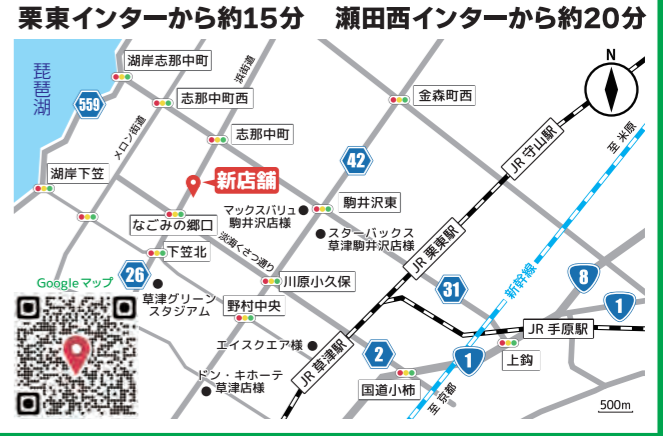 栗東インターから約15分 瀬田西インターから約20分
湖岸志那中町
琵琶湖
浜街道
N
559
志那中町西
金森町西
メロン街道
志那中町
JR 守山駅
至 米原
湖岸下笠
42
新店舗
マックスバリュ
駒井沢店様
駒井沢東
なごみの郷口
スターバックス
草津駒井沢店様
淡海くさつ通り
JR 栗東駅
下笠北
新幹線
26
Googleマップ
川原小久保
8
31
1
草津グリーン
スタジアム
野村中央
JR 手原駅
エイスクエア様
JR 草津駅
2
1
上鈎
ドン・キホーテ
草津店様
国道小柿
至 京都
500m